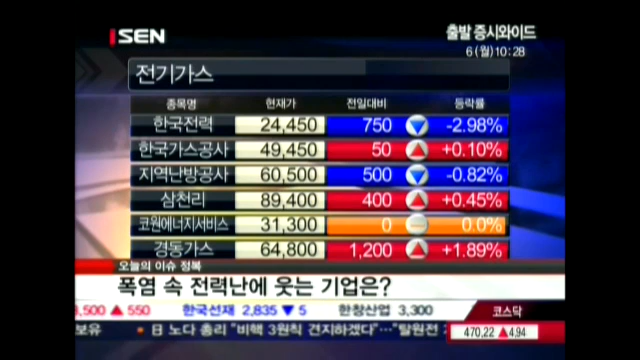 iSEN
출발 증시와이드
6 (월) 10:28
전기가스
종목명 현재가 전일대비 등락률
한국전력 24,450 750 ▼ -2.98%
한국가스공사 49,450 50 ▲ +0.10%
지역난방공사 60,500 500 ▼ -0.82%
삼천리 89,400 400 ▲ +0.45%
코원에너지서비스 31,300 0 0.0%
경동가스 64,800 1,200 ▲ +1.89%
오늘의 이슈 정복
폭염 속 전력난에 웃는 기업은?
,500 ▲ 550 한국선재 2,835 ▼ 5 한창산업 3,300 코스닥
보유 • 日 노다 총리 "비핵 3원칙 견지하겠다"…"탈원전 470.22 ▲ 4.94